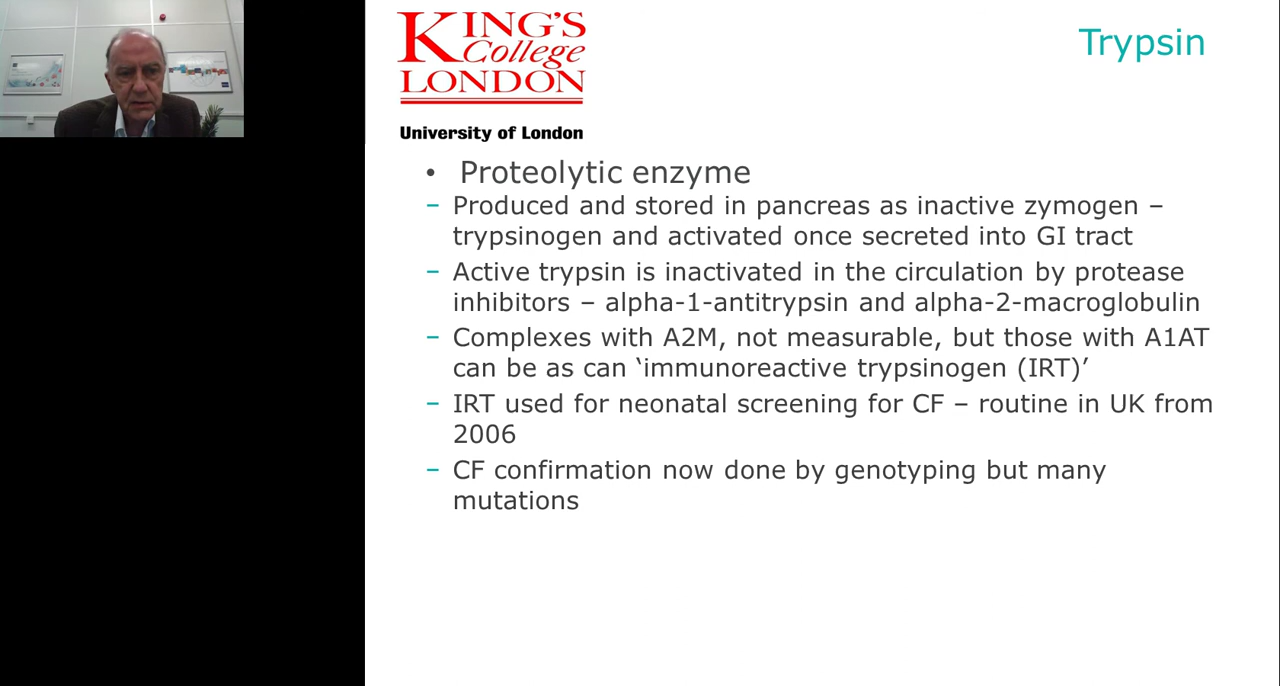 KING'S
College
LONDON
University of London
Trypsin
• Proteolytic enzyme
– Produced and stored in pancreas as inactive zymogen –
trypsinogen and activated once secreted into GI tract
– Active trypsin is inactivated in the circulation by protease
inhibitors – alpha-1-antitrypsin and alpha-2-macroglobulin
– Complexes with A2M, not measurable, but those with A1AT
can be as can ‘immunoreactive trypsinogen (IRT)’
– IRT used for neonatal screening for CF – routine in UK from
2006
– CF confirmation now done by genotyping but many
mutations